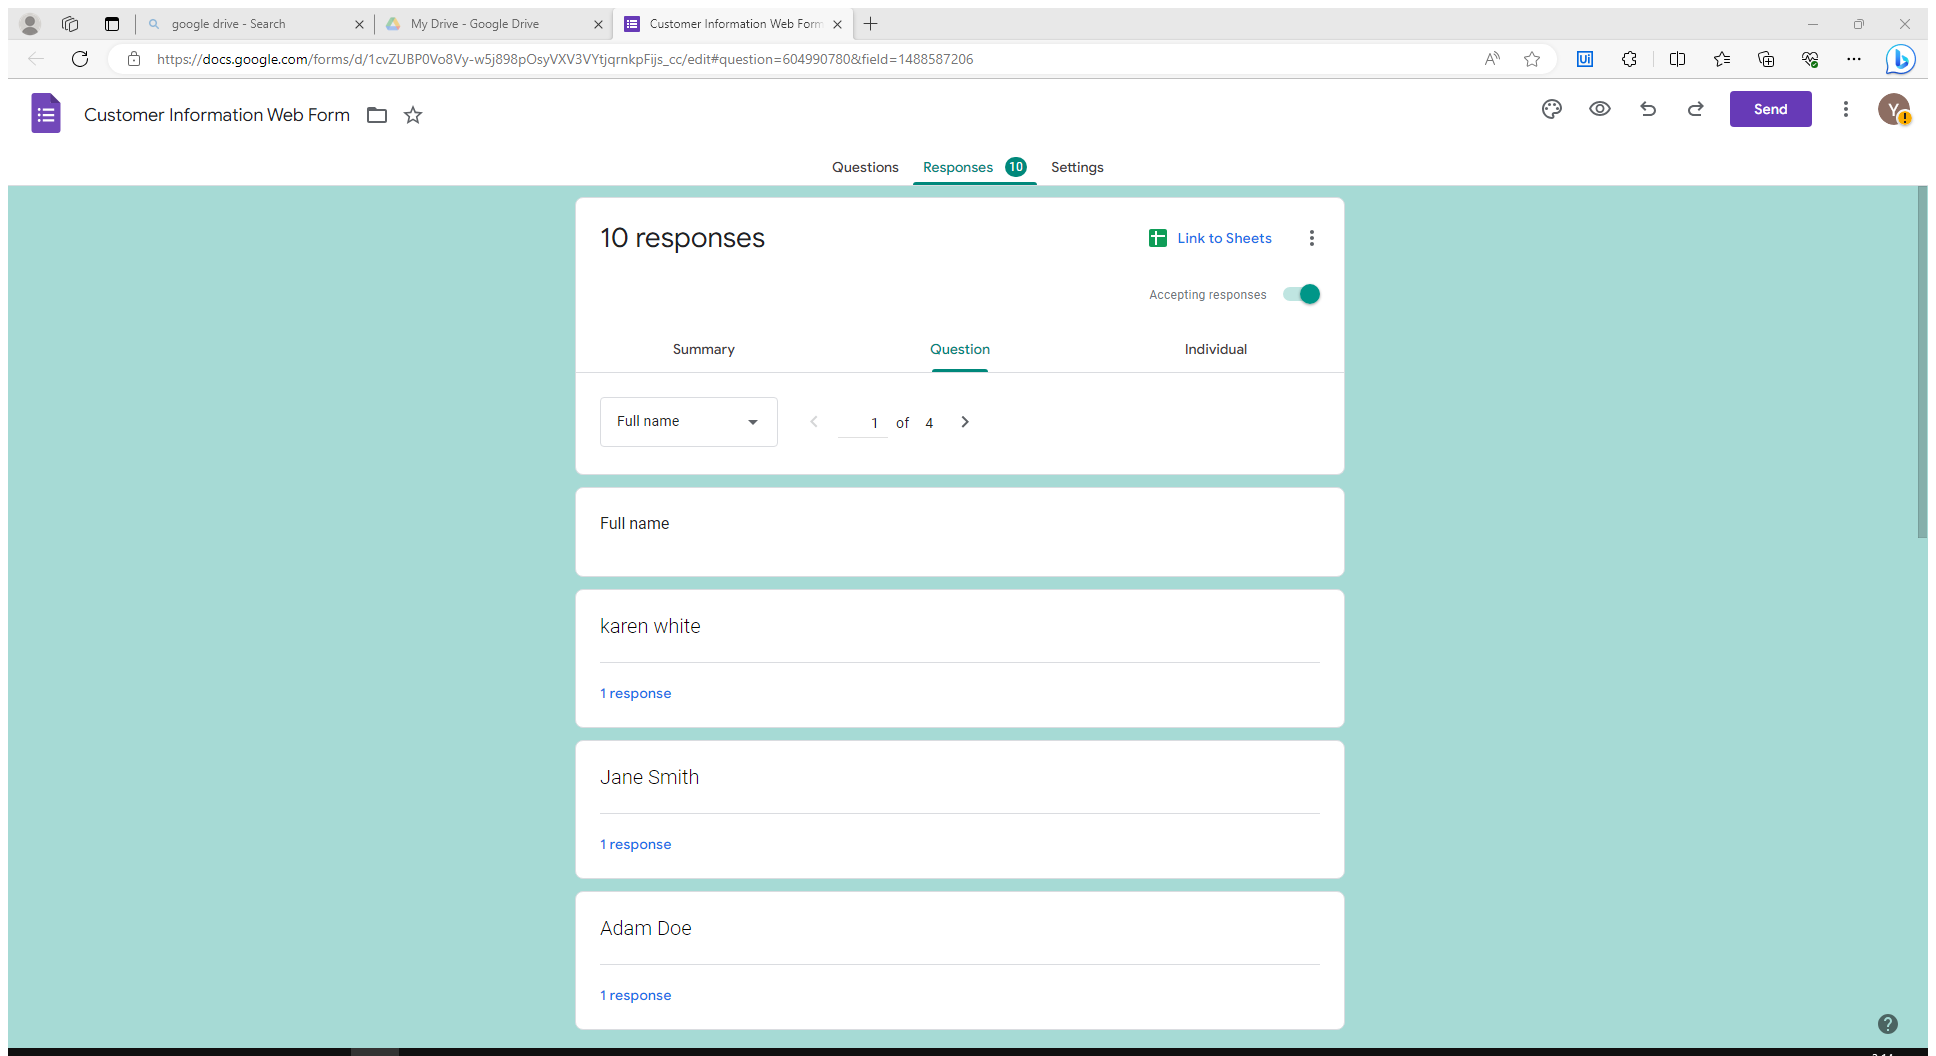 google drive - Search
My Drive - Google Drive
Customer Information Web Form
https://docs.google.com/forms/d/1cvZUBP0Vo8Vy-w5j898pOsyVXV3VYtjqrnkpFijs_cc/edit#question=604990780&field=1488587206
Customer Information Web Form
Send
Y
Questions
Responses 10
Settings
10 responses
Link to Sheets
Accepting responses
Summary
Question
Individual
Full name
1 of 4
Full name
karen white
1 response
Jane Smith
1 response
Adam Doe
1 response